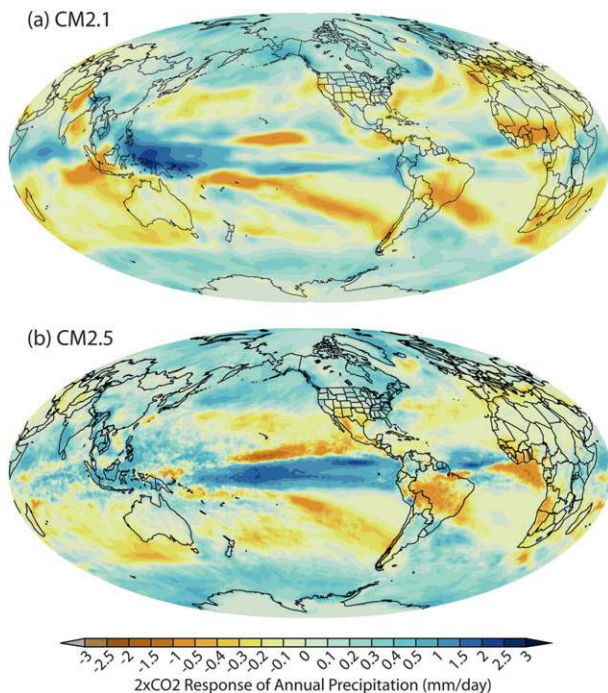 (a) CM2.1
(b) CM2.5
-3 -2.5 -2 -1.5 -1 -0.5 -0.4 -0.3 -0.2 -0.1 0 0.1 0.2 0.3 0.4 0.5 1 1.5 2 2.5 3
2xCO2 Response of Annual Precipitation (mm/day)